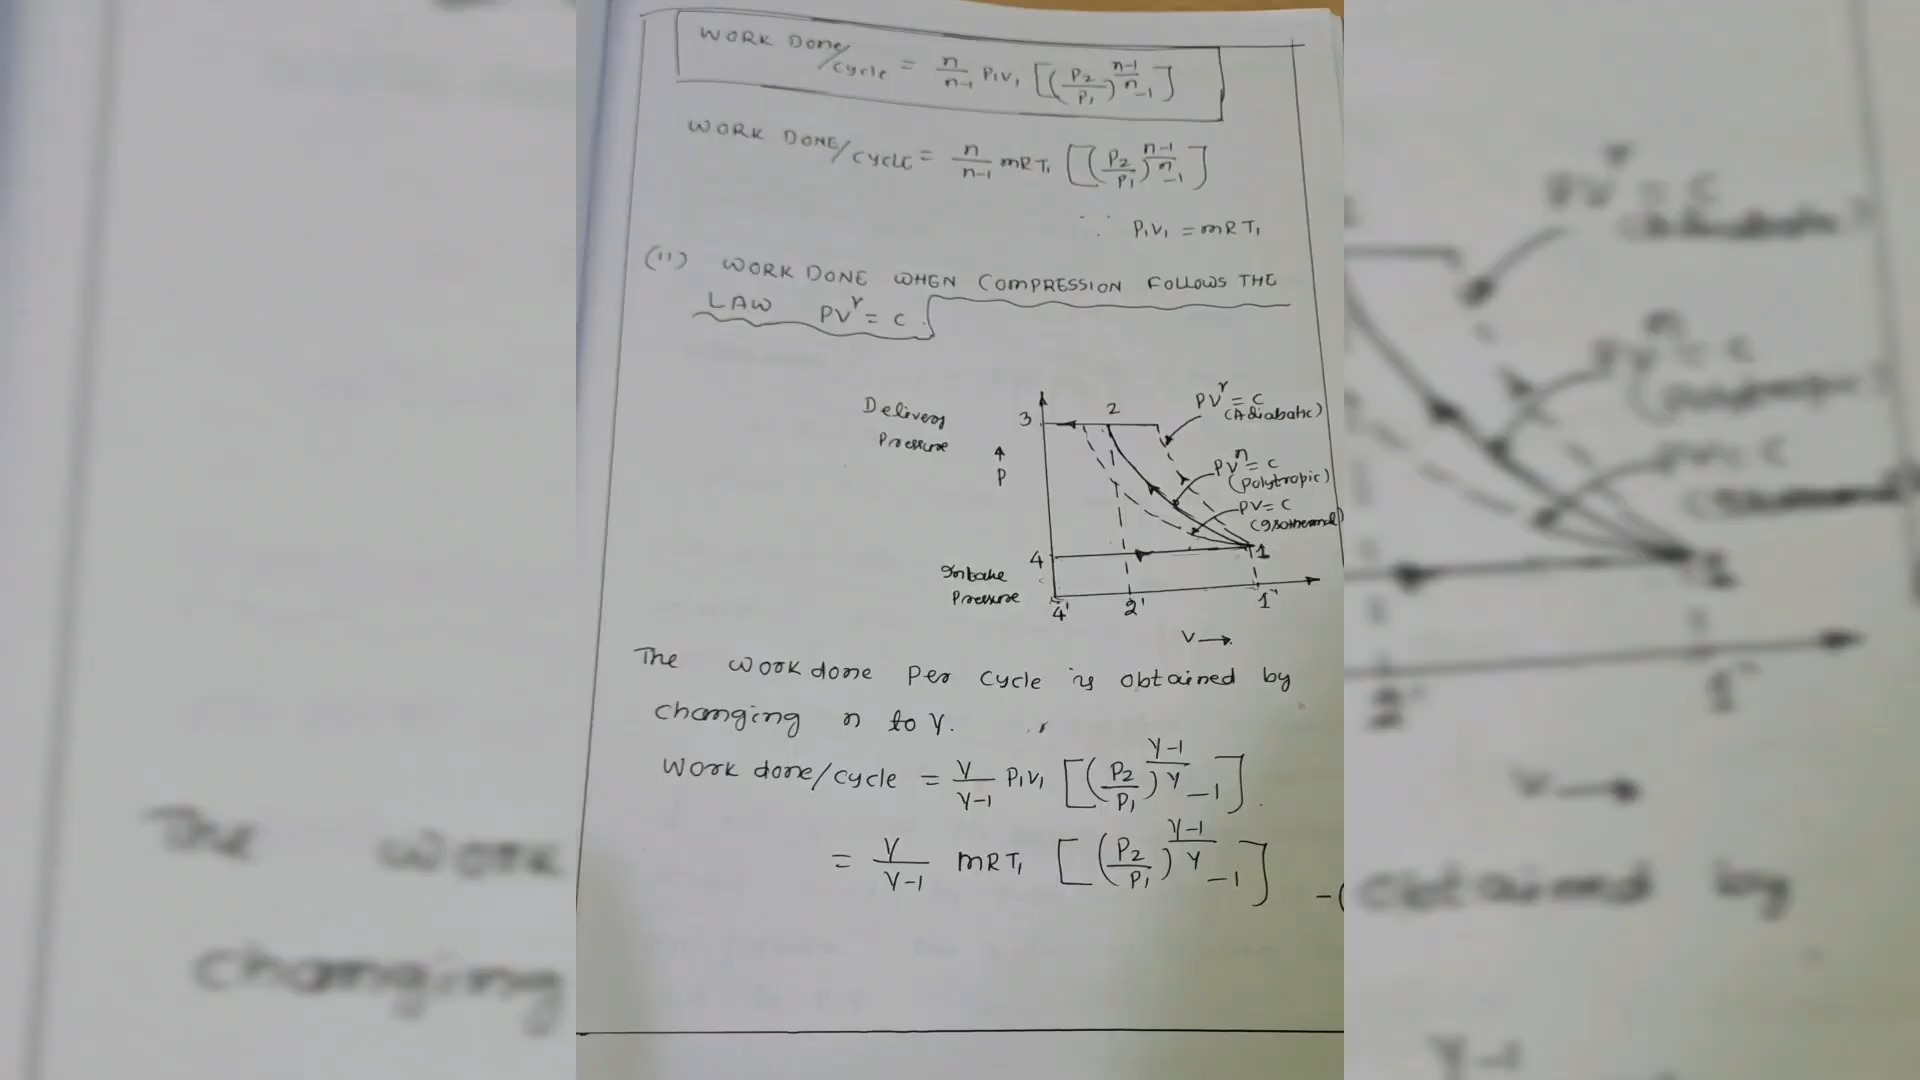 WORK Done/cycle = n/n-1 P₁V₁ [(P₂/P₁)^(n-1/n) -1]
WORK DONE/CYCLE = n/n-1 mRT₁ [(P₂/P₁)^(n-1/n) -1]
∵ P₁V₁ = mRT₁
(ii) WORK DONE WHEN COMPRESSION FOLLOWS THE
LAW PV^γ = C.
Delivery
Pressure
3
2
PV^γ = C
(Adiabatic)
P
PV^n = C
(Polytropic)
PV = C
(Isothermal)
4
1
Intake
Pressure
4'
2'
1'
V →
The work done Per cycle is obtained by
changing n to γ.
Work done/cycle = γ/γ-1 P₁V₁ [(P₂/P₁)^(γ-1/γ) -1].
= γ/γ-1 mRT₁ [(P₂/P₁)^(γ-1/γ) -1] -(